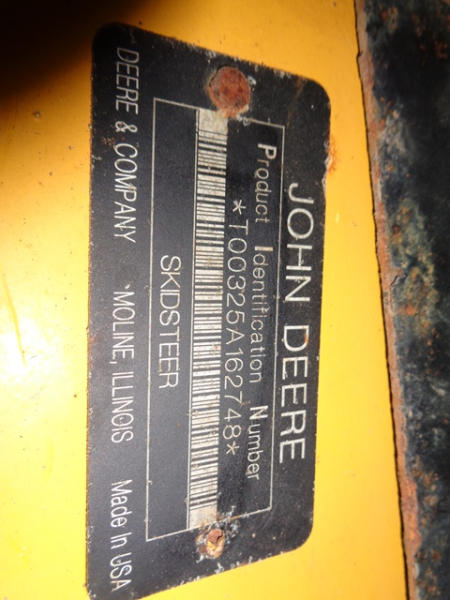 JOHN DEERE
Product Identification Number
*T00325A162748*
SKIDSTEER
DEERE & COMPANY MOLINE, ILLINOIS Made In USA